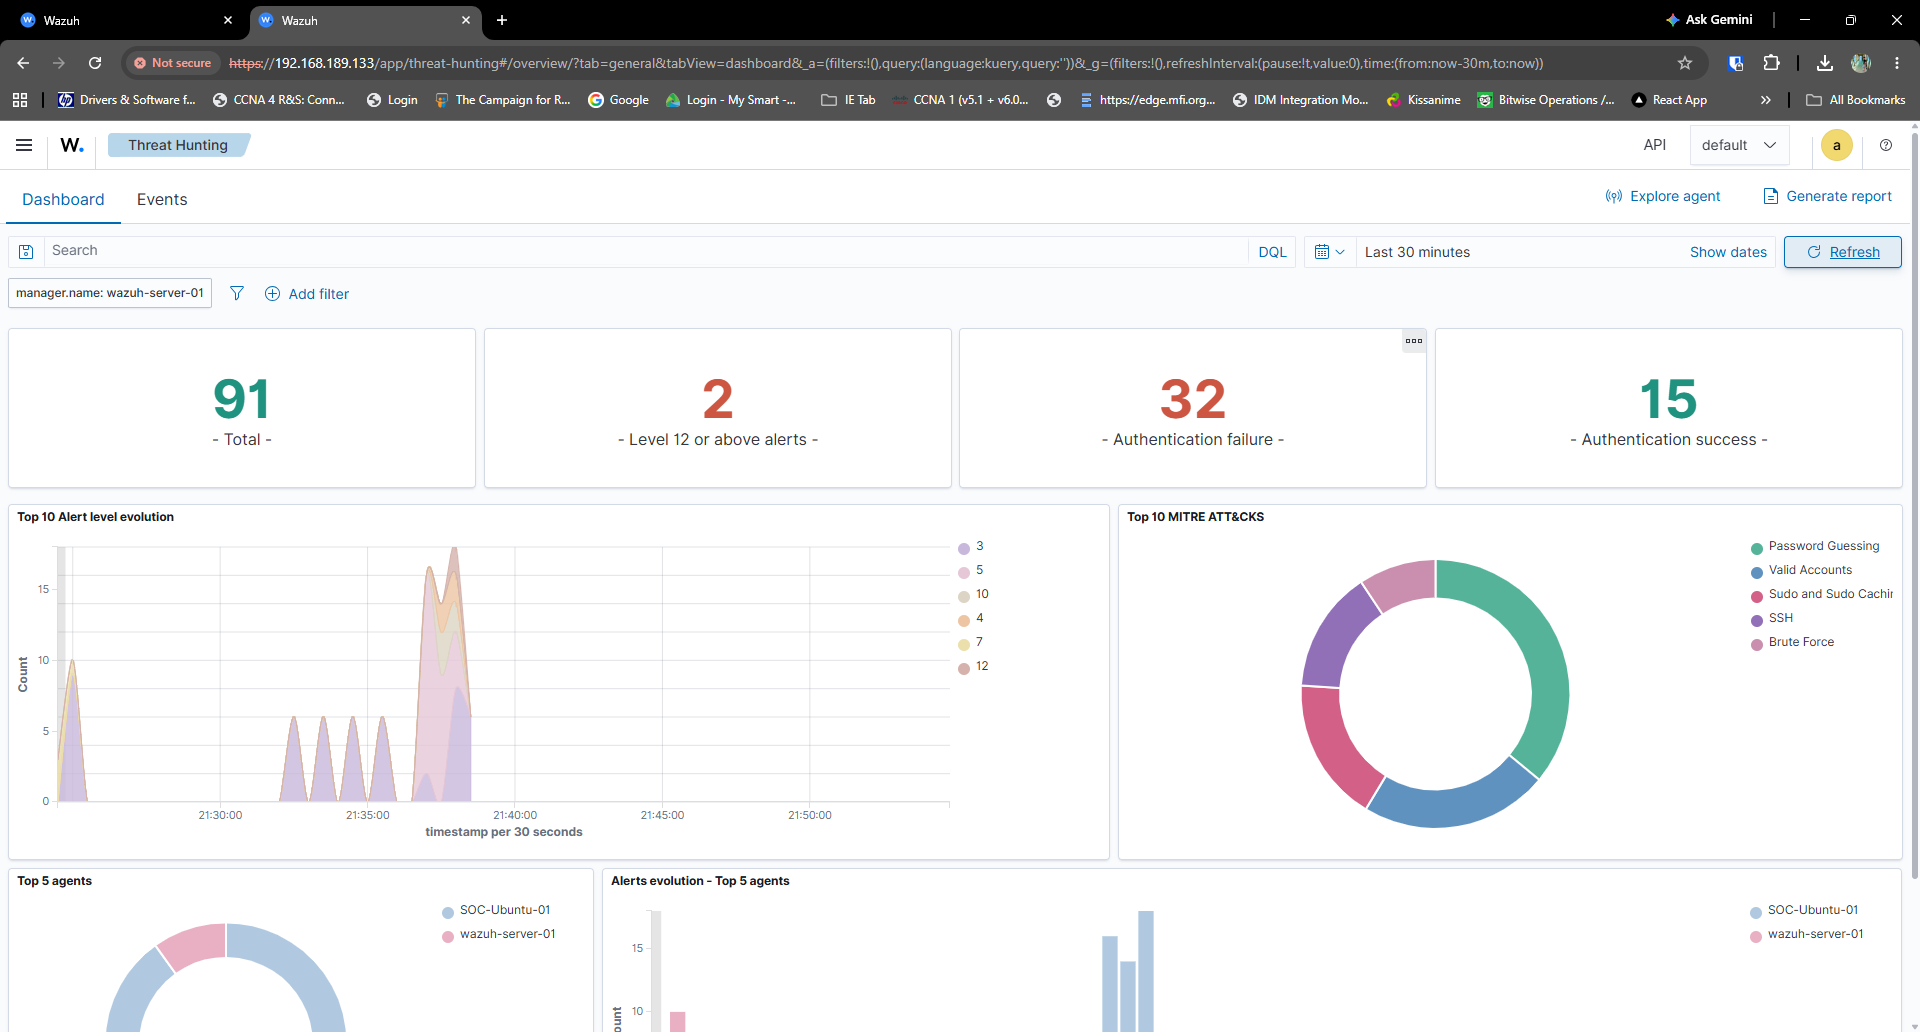 Wazuh
Wazuh
Ask Gemini
Not secure
https://192.168.189.133/app/threat-hunting#/overview/?tab=general&tabView=dashboard&_a=(filters:!(),query:(language:kuery,query:''))&_g=(filters:!(),refreshInterval:(pause:!t,value:0),time:(from:now-30m,to:now))
Drivers & Software f...
CCNA 4 R&S: Conn...
Login
The Campaign for R...
Google
Login - My Smart -...
IE Tab
CCNA 1 (v5.1 + v6.0...
https://edge.mfi.org...
IDM Integration Mo...
Kissanime
Bitwise Operations /...
React App
All Bookmarks
W.
Threat Hunting
API
default
a
Dashboard
Events
Explore agent
Generate report
Search
DQL
Last 30 minutes
Show dates
Refresh
manager.name: wazuh-server-01
Add filter
91
- Total -
2
- Level 12 or above alerts -
32
- Authentication failure -
15
- Authentication success -
Top 10 Alert level evolution
Count
15
10
5
0
21:30:00
21:35:00
21:40:00
21:45:00
21:50:00
timestamp per 30 seconds
3
5
10
4
7
12
Top 10 MITRE ATT&CKS
Password Guessing
Valid Accounts
Sudo and Sudo Cachin
SSH
Brute Force
Top 5 agents
SOC-Ubuntu-01
wazuh-server-01
Alerts evolution - Top 5 agents
15
10
SOC-Ubuntu-01
wazuh-server-01